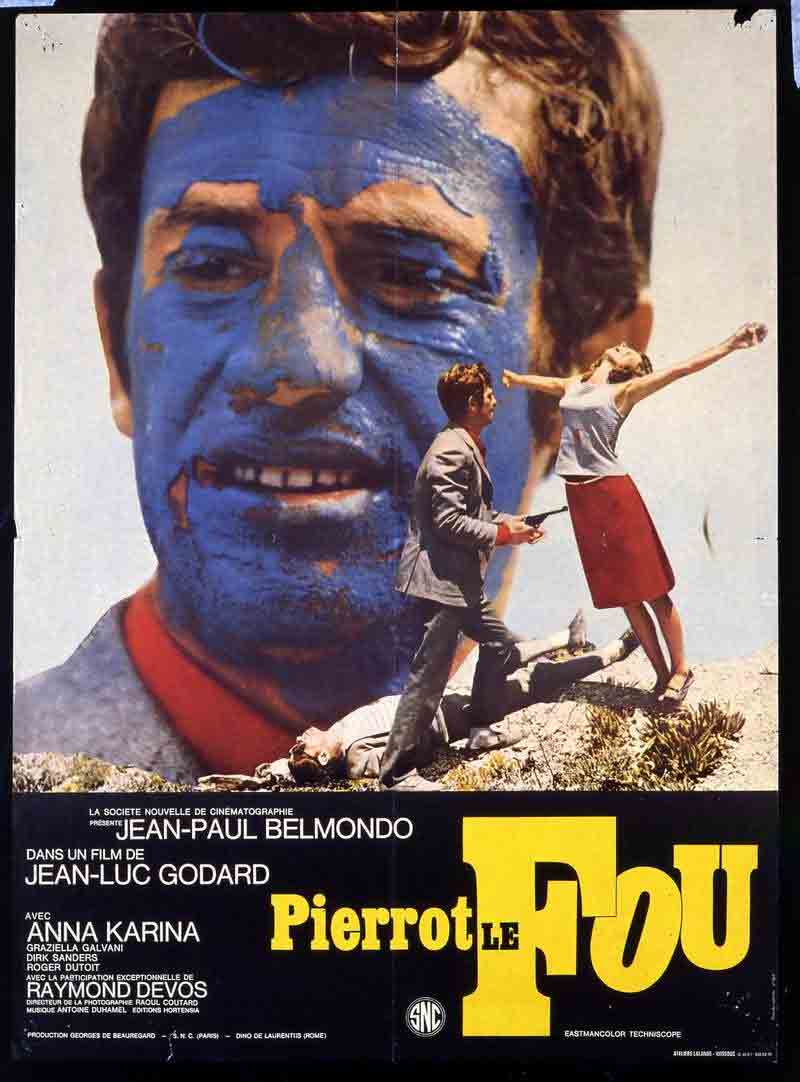 LA SOCIETE NOUVELLE DE CINÉMATOGRAPHIE
PRÉSENTE JEAN-PAUL BELMONDO
DANS UN FILM DE
JEAN-LUC GODARD
Pierrot LE FOU
AVEC
ANNA KARINA
GRAZIELLA GALVANI
DIRK SANDERS
ROGER DUTOIT
AVEC LA PARTICIPATION EXCEPTIONNELLE DE
RAYMOND DEVOS
DIRECTEUR DE LA PHOTOGRAPHIE RAOUL COUTARD
MUSIQUE ANTOINE DUHAMEL EDITIONS HORTENSIA
SNC
PRODUCTION GEORGES DE BEAUREGARD - S.N.C. (PARIS) - DINO DE LAURENTIIS (ROME)
EASTMANCOLOR TECHNISCOPE
ATELIERS LALANDE